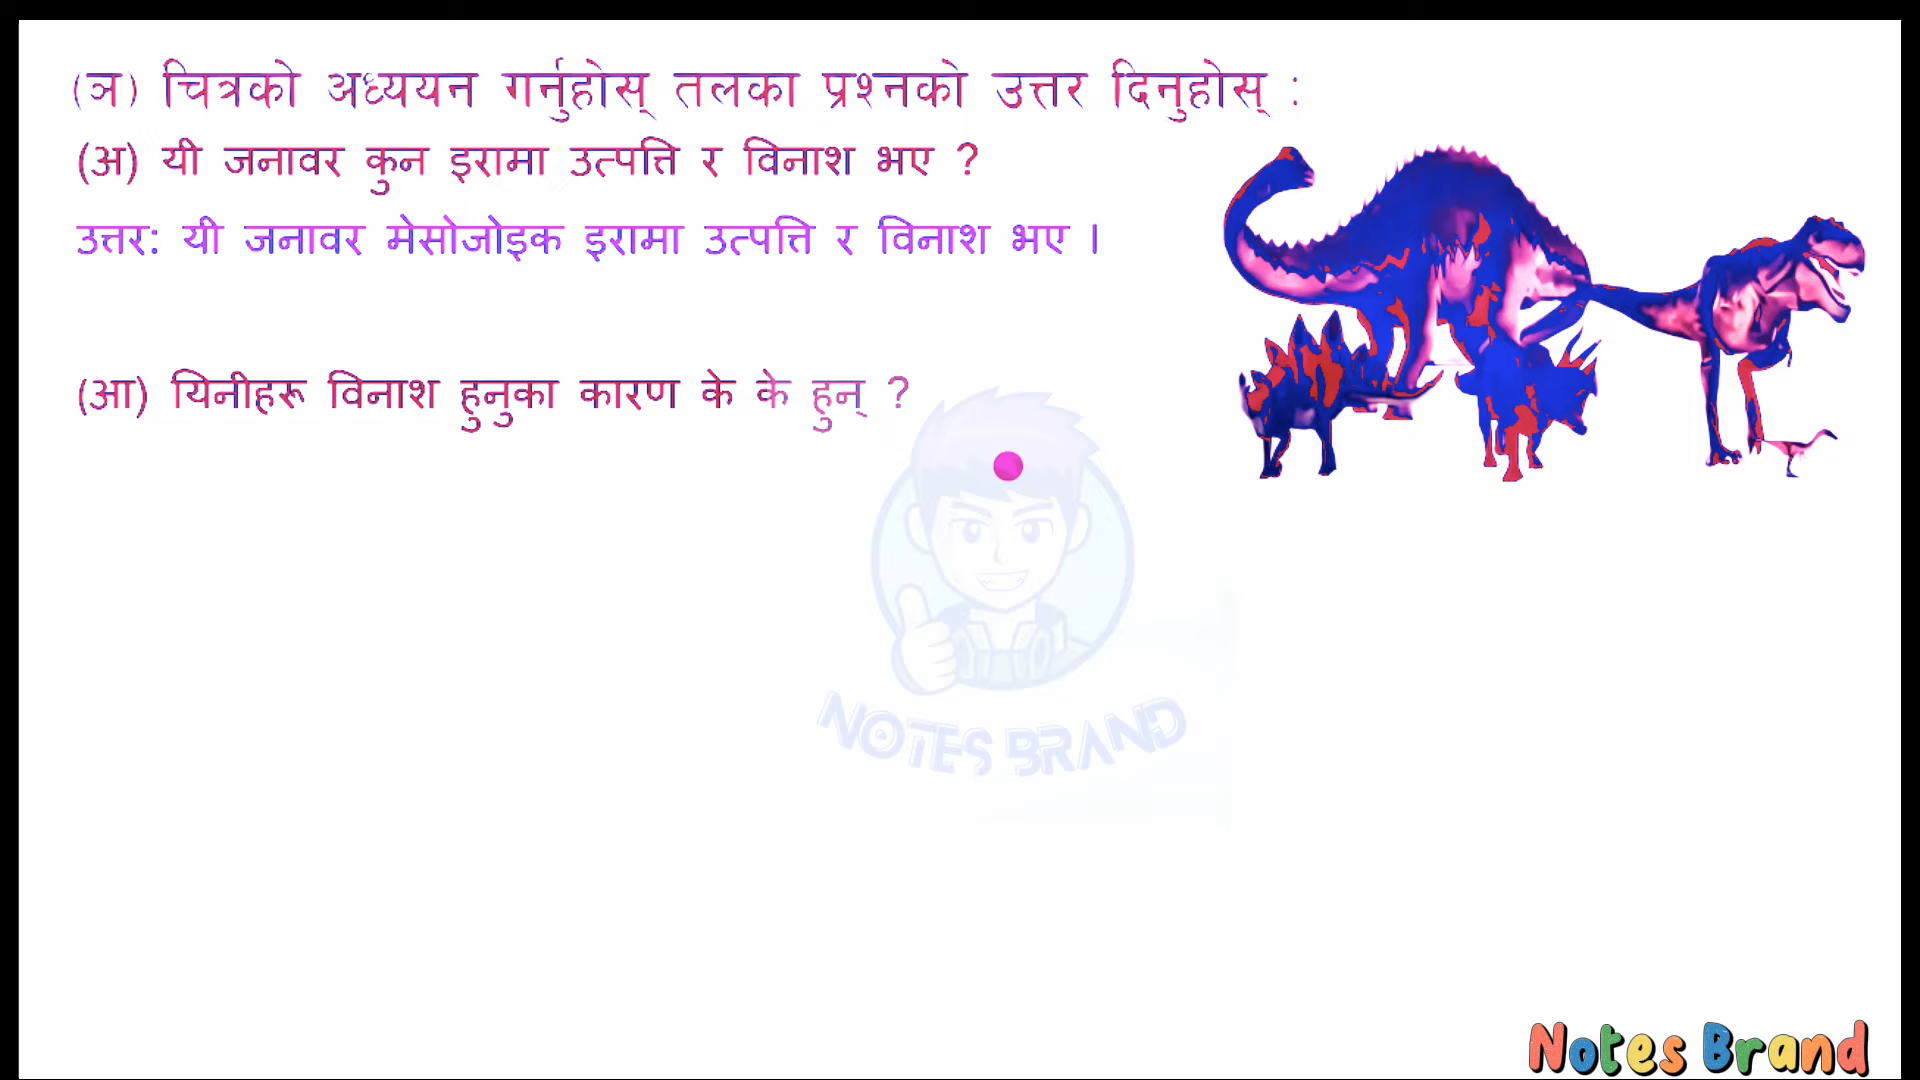 (ञ) चित्रको अध्ययन गर्नुहोस् तलका प्रश्नको उत्तर दिनुहोस् :
(अ) यी जनावर कुन इरामा उत्पत्ति र विनाश भए ?
उत्तर: यी जनावर मेसोजोइक इरामा उत्पत्ति र विनाश भए ।
(आ) यिनीहरू विनाश हुनुका कारण के के हुन् ?
NOTES BRAND
Notes Brand